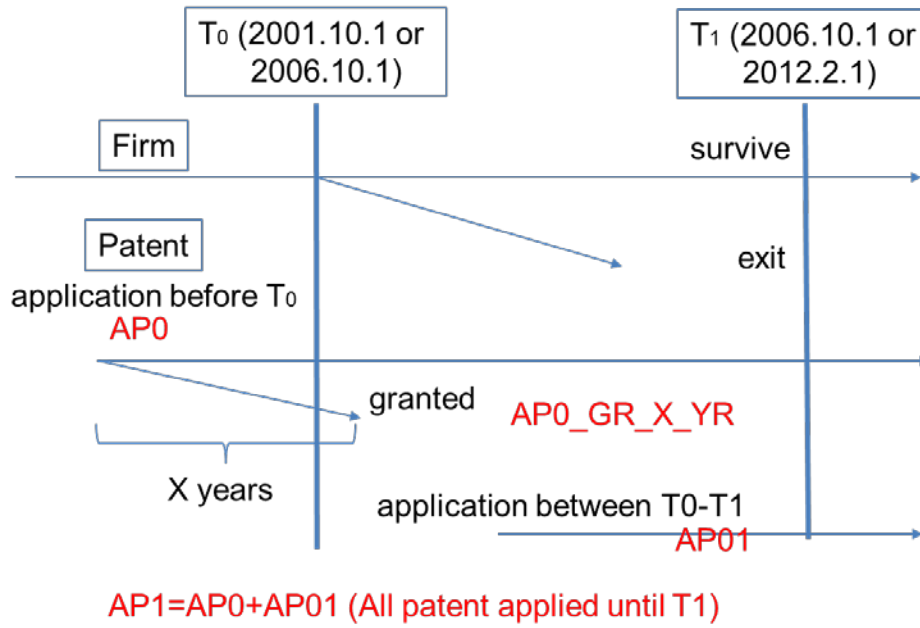 T0 (2001.10.1 or
2006.10.1)
T1 (2006.10.1 or
2012.2.1)
Firm
survive
Patent
exit
application before T0
AP0
granted
AP0_GR_X_YR
X years
application between T0-T1
AP01
AP1=AP0+AP01 (All patent applied until T1)